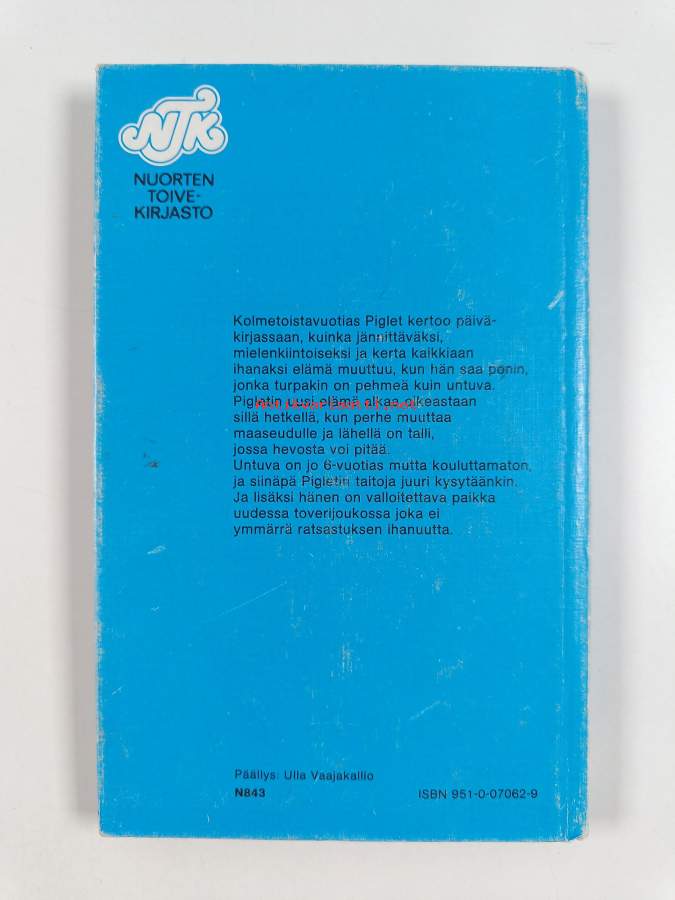 NTK
NUORTEN
TOIVE-
KIRJASTO
Kolmetoistavuotias Piglet kertoo päivä-
kirjassaan, kuinka jännittäväksi,
mielenkiintoiseksi ja kerta kaikkiaan
ihanaksi elämä muuttuu, kun hän saa ponin,
jonka turpakin on pehmeä kuin untuva.
Pigletin uusi elämä alkaa oikeastaan
sillä hetkellä, kun perhe muuttaa
maaseudulle ja lähellä on talli,
jossa hevosta voi pitää.
Untuva on jo 6-vuotias mutta kouluttamaton,
ja siinäpä Pigletin taitoja juuri kysytäänkin.
Ja lisäksi hänen on valloitettava paikka
uudessa toverijoukossa joka ei
ymmärrä ratsastuksen ihanuutta.
Päällys: Ulla Vaajakallio
N843
ISBN 951-0-07062-9